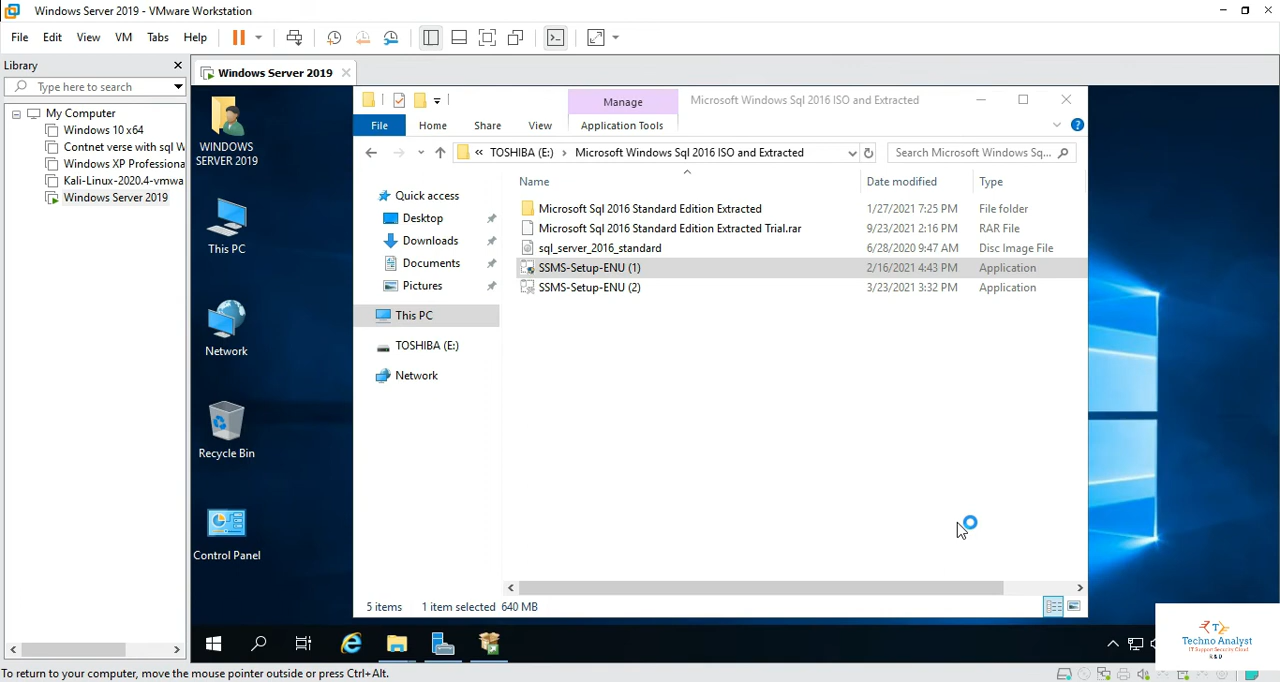 Windows Server 2019 - VMware Workstation
File Edit View VM Tabs Help
Library
Type here to search
My Computer
Windows 10 x64
Contnet verse with sql W
Windows XP Professiona
Kali-Linux-2020.4-vmwa
Windows Server 2019
Windows Server 2019
WINDOWS
SERVER 2019
This PC
Network
Recycle Bin
Control Panel
Manage
Microsoft Windows Sql 2016 ISO and Extracted
File Home Share View Application Tools
« TOSHIBA (E:) > Microsoft Windows Sql 2016 ISO and Extracted
Search Microsoft Windows Sq...
Quick access
Desktop
Downloads
Documents
Pictures
This PC
TOSHIBA (E:)
Network
Name Date modified Type
Microsoft Sql 2016 Standard Edition Extracted 1/27/2021 7:25 PM File folder
Microsoft Sql 2016 Standard Edition Extracted Trial.rar 9/23/2021 2:16 PM RAR File
sql_server_2016_standard 6/28/2020 9:47 AM Disc Image File
SSMS-Setup-ENU (1) 2/16/2021 4:43 PM Application
SSMS-Setup-ENU (2) 3/23/2021 3:32 PM Application
5 items 1 item selected 640 MB
Techno Analyst
IT Support Security Cloud
R&D
To return to your computer, move the mouse pointer outside or press Ctrl+Alt.